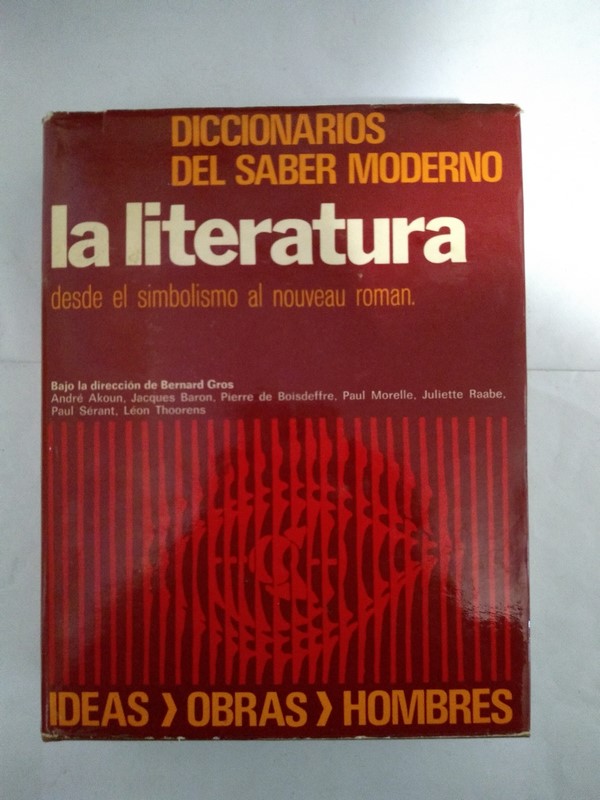 DICCIONARIOS
DEL SABER MODERNO
la literatura
desde el simbolismo al nouveau roman.
Bajo la dirección de Bernard Gros
André Akoun, Jacques Baron, Pierre de Boisdeffre, Paul Morelle, Juliette Raabe,
Paul Sérant, Léon Thoorens
IDEAS ❭ OBRAS ❭ HOMBRES